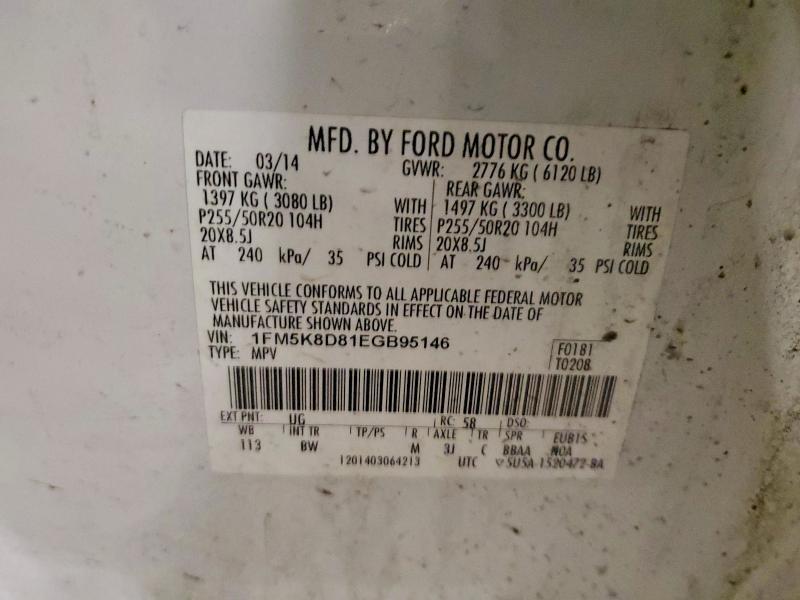 MFD. BY FORD MOTOR CO.
DATE: 03/14 GVWR: 2776 KG ( 6120 LB)
FRONT GAWR: REAR GAWR:
1397 KG ( 3080 LB) WITH 1497 KG ( 3300 LB) WITH
P255/50R20 104H TIRES P255/50R20 104H TIRES
20X8.5J RIMS 20X8.5J RIMS
AT 240 kPa/ 35 PSI COLD AT 240 kPa/ 35 PSI COLD
THIS VEHICLE CONFORMS TO ALL APPLICABLE FEDERAL MOTOR
VEHICLE SAFETY STANDARDS IN EFFECT ON THE DATE OF
MANUFACTURE SHOWN ABOVE.
VIN: 1FM5K8D81EGB95146
TYPE: MPV
F0181
T0208
EXT PNT: UG RC: 58 DSO:
WB INT TR TP/PS R AXLE TR SPR EUB1S
113 BW M 3J C BBAA NOA
1201403064213 UTC ▽5U5A-1520472-BA